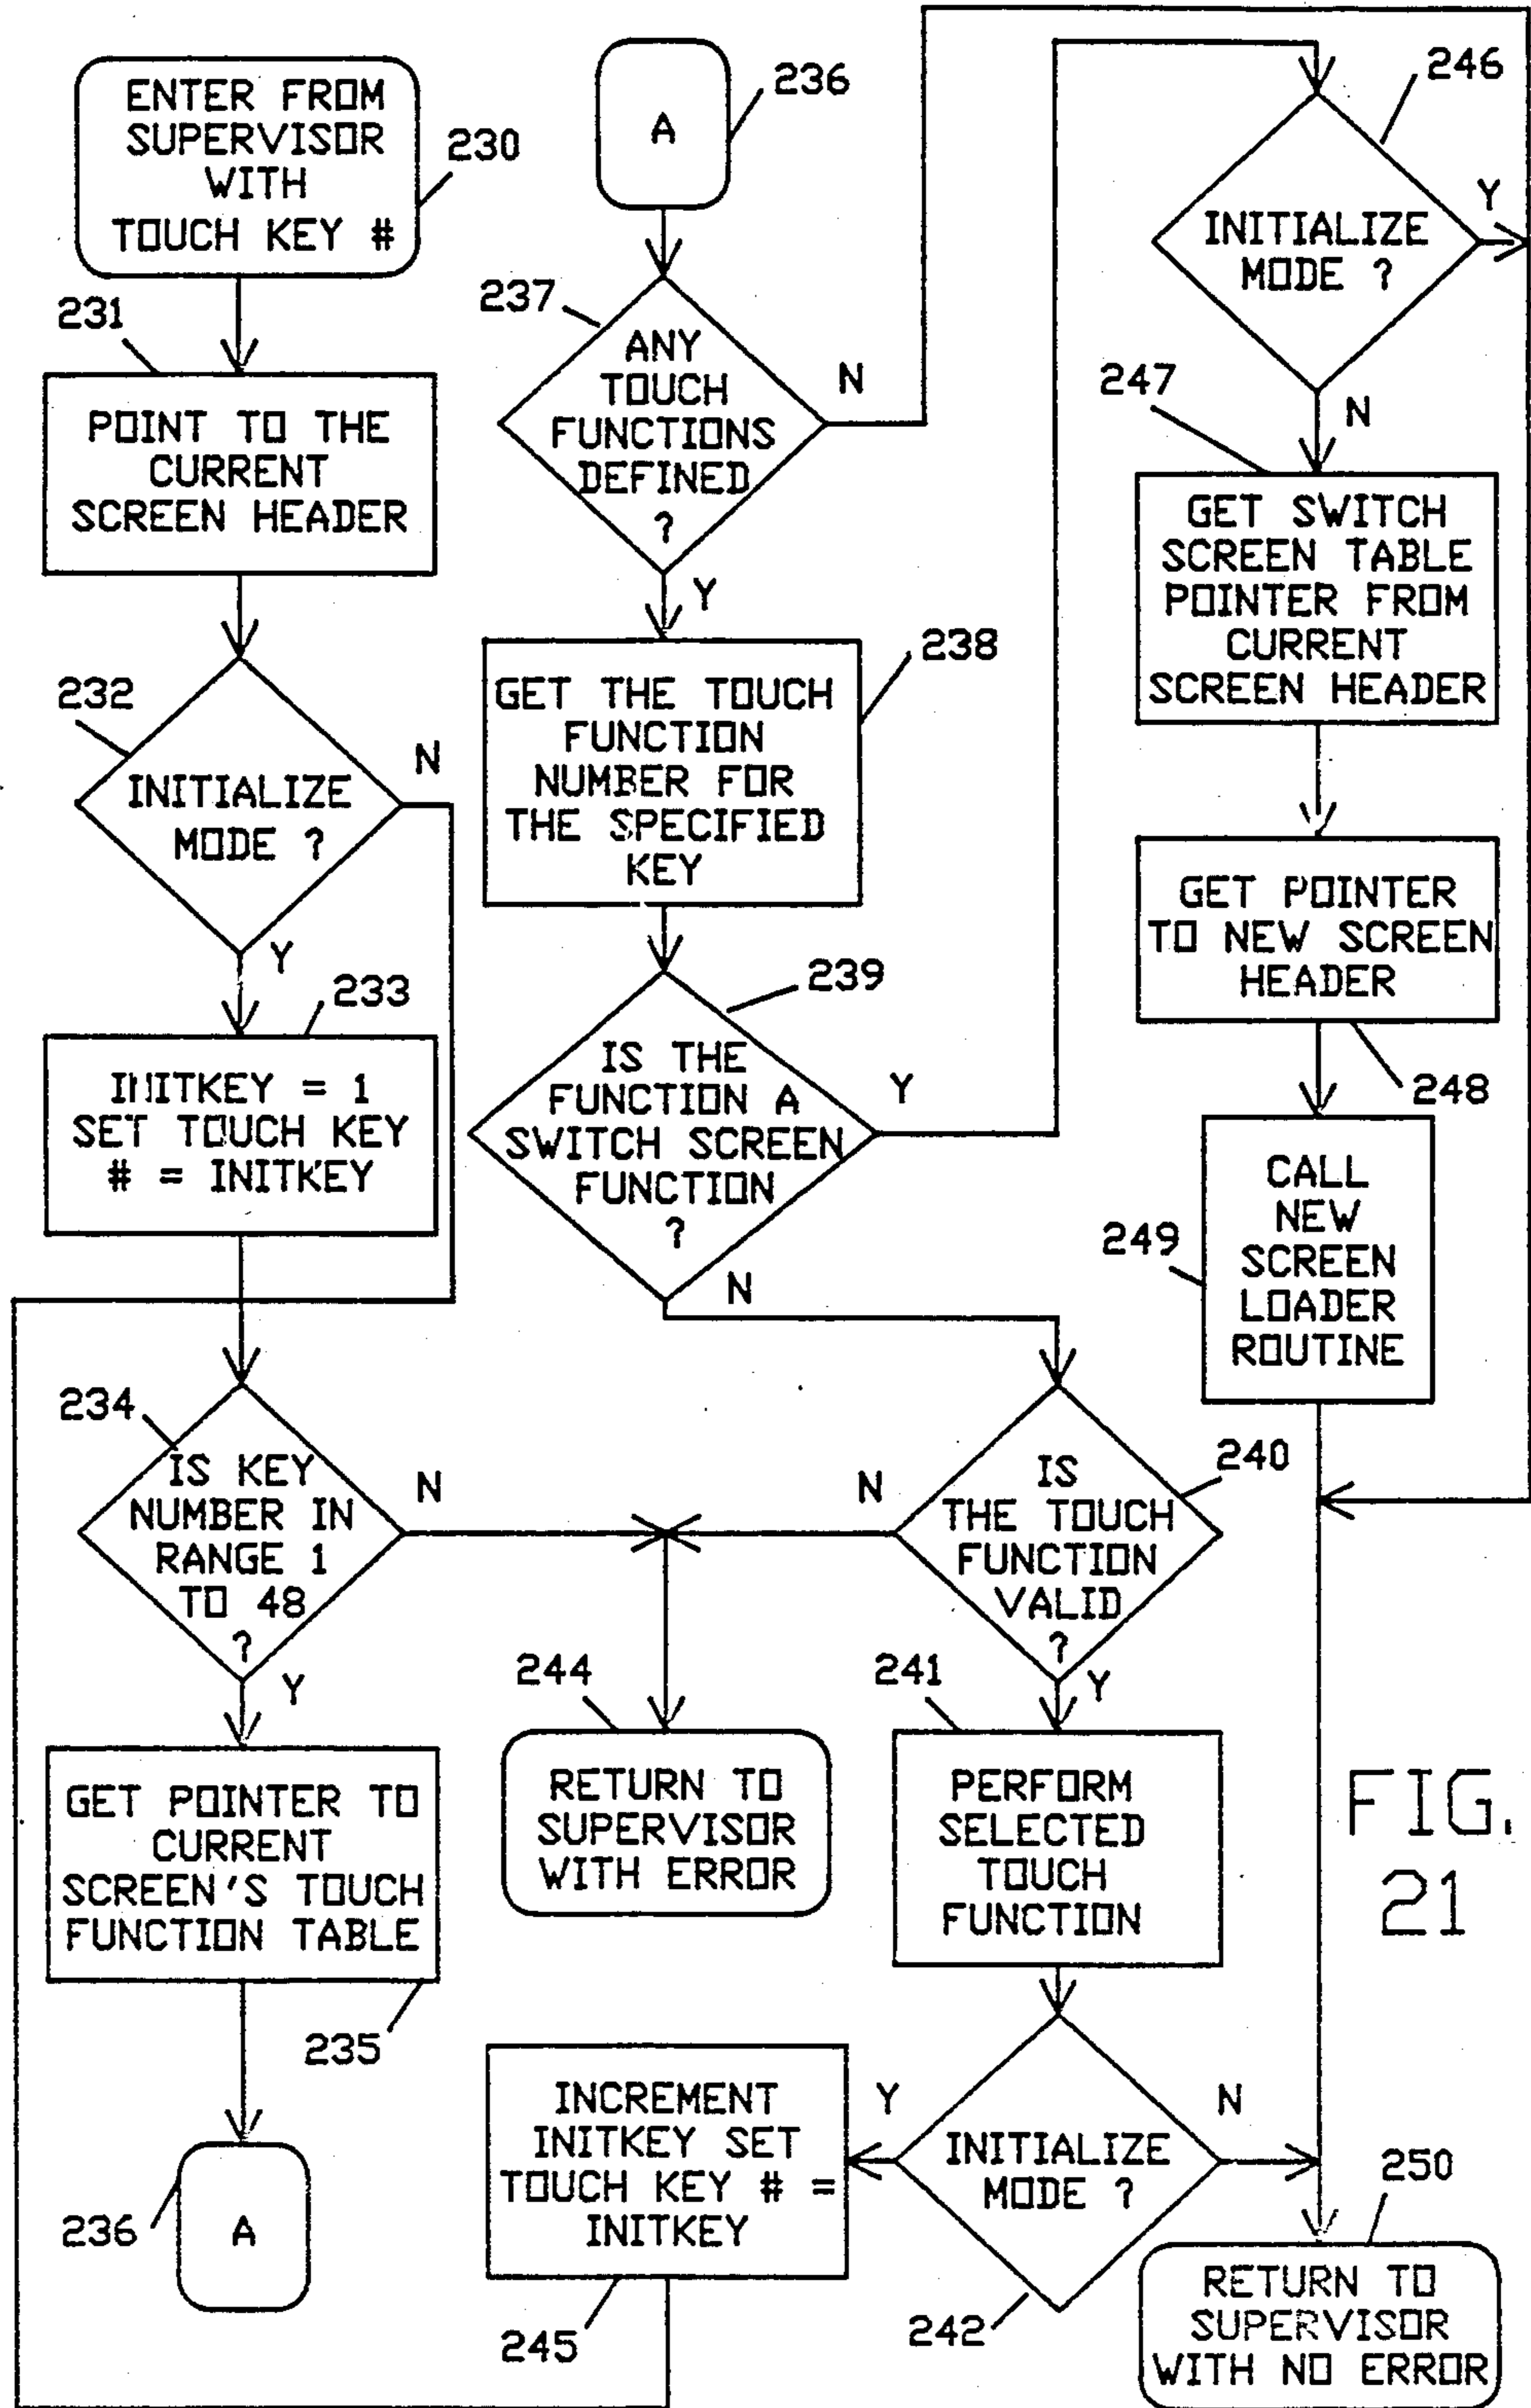 ENTER FROM
SUPERVISOR
WITH
TOUCH KEY #
230
231
POINT TO THE
CURRENT
SCREEN HEADER
232
INITIALIZE
MODE ?
N
Y
233
INITKEY = 1
SET TOUCH KEY
# = INITKEY
234
IS KEY
NUMBER IN
RANGE 1
TO 48
?
N
Y
GET POINTER TO
CURRENT
SCREEN'S TOUCH
FUNCTION TABLE
235
236
A
A
236
237
ANY
TOUCH
FUNCTIONS
DEFINED
?
N
Y
238
GET THE TOUCH
FUNCTION
NUMBER FOR
THE SPECIFIED
KEY
239
IS THE
FUNCTION A
SWITCH SCREEN
FUNCTION
?
Y
N
240
IS
THE TOUCH
FUNCTION
VALID
?
N
Y
244
RETURN TO
SUPERVISOR
WITH ERROR
241
PERFORM
SELECTED
TOUCH
FUNCTION
INITIALIZE
MODE ?
Y
N
242
INCREMENT
INITKEY SET
TOUCH KEY # =
INITKEY
245
246
INITIALIZE
MODE ?
Y
N
247
GET SWITCH
SCREEN TABLE
POINTER FROM
CURRENT
SCREEN HEADER
GET POINTER
TO NEW SCREEN
HEADER
248
249
CALL
NEW
SCREEN
LOADER
ROUTINE
250
RETURN TO
SUPERVISOR
WITH NO ERROR
FIG.
21